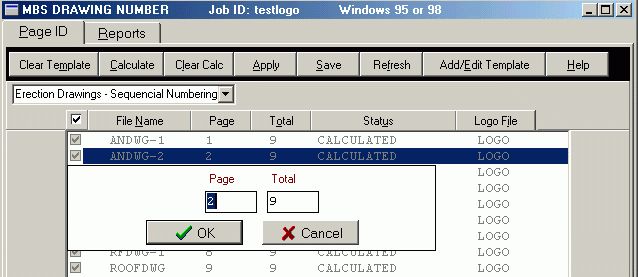 MBS DRAWING NUMBER Job ID: testlogo Windows 95 or 98
Page ID Reports
Clear Template Calculate Clear Calc Apply Save Refresh Add/Edit Template Help
Erection Drawings - Sequencial Numbering
File Name Page Total Status Logo File
ANDWG-1 1 9 CALCULATED LOGO
ANDWG-2 2 9 CALCULATED LOGO
LOGO
Page Total
LOGO
2 9
LOGO
OK Cancel
LOGO
LOGO
RFDWG-1 8 9 CALCULATED LOGO
ROOFDWG 9 9 CALCULATED LOGO